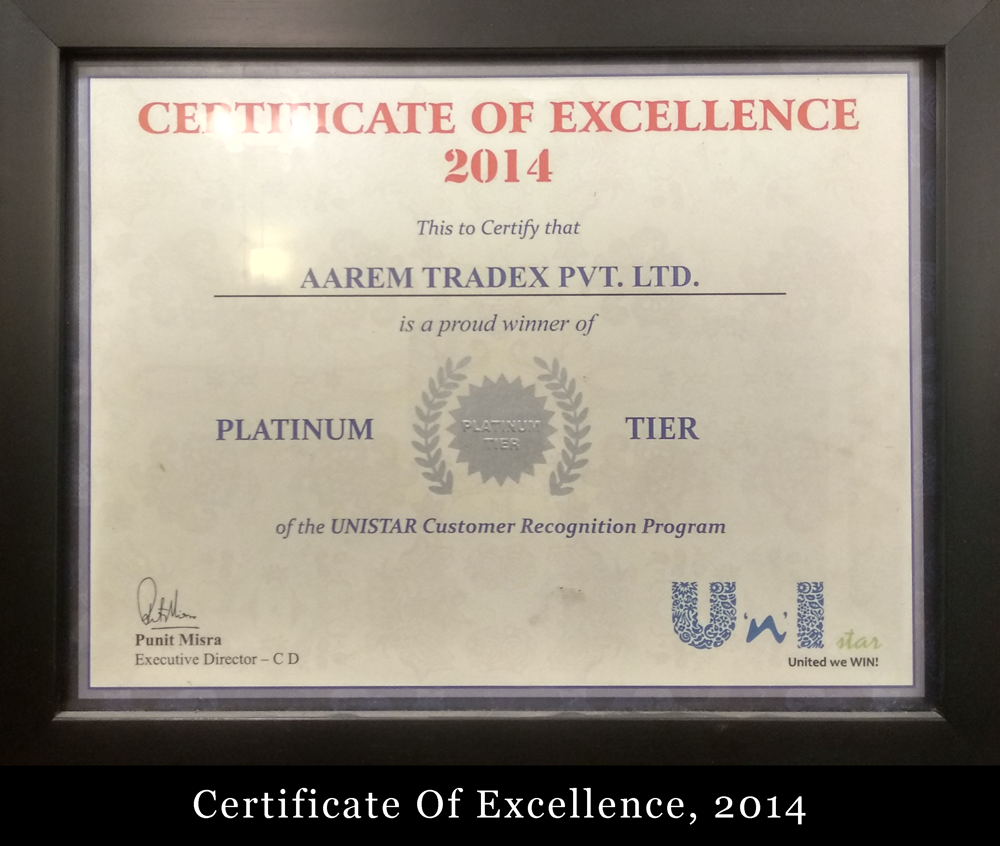 CERTIFICATE OF EXCELLENCE
2014
This to Certify that
AAREM TRADEX PVT. LTD.
is a proud winner of
PLATINUM
PLATINUM
TIER
TIER
of the UNISTAR Customer Recognition Program
Punit Misra
Executive Director – C D
U'n'I star
United we WIN!
Certificate Of Excellence, 2014